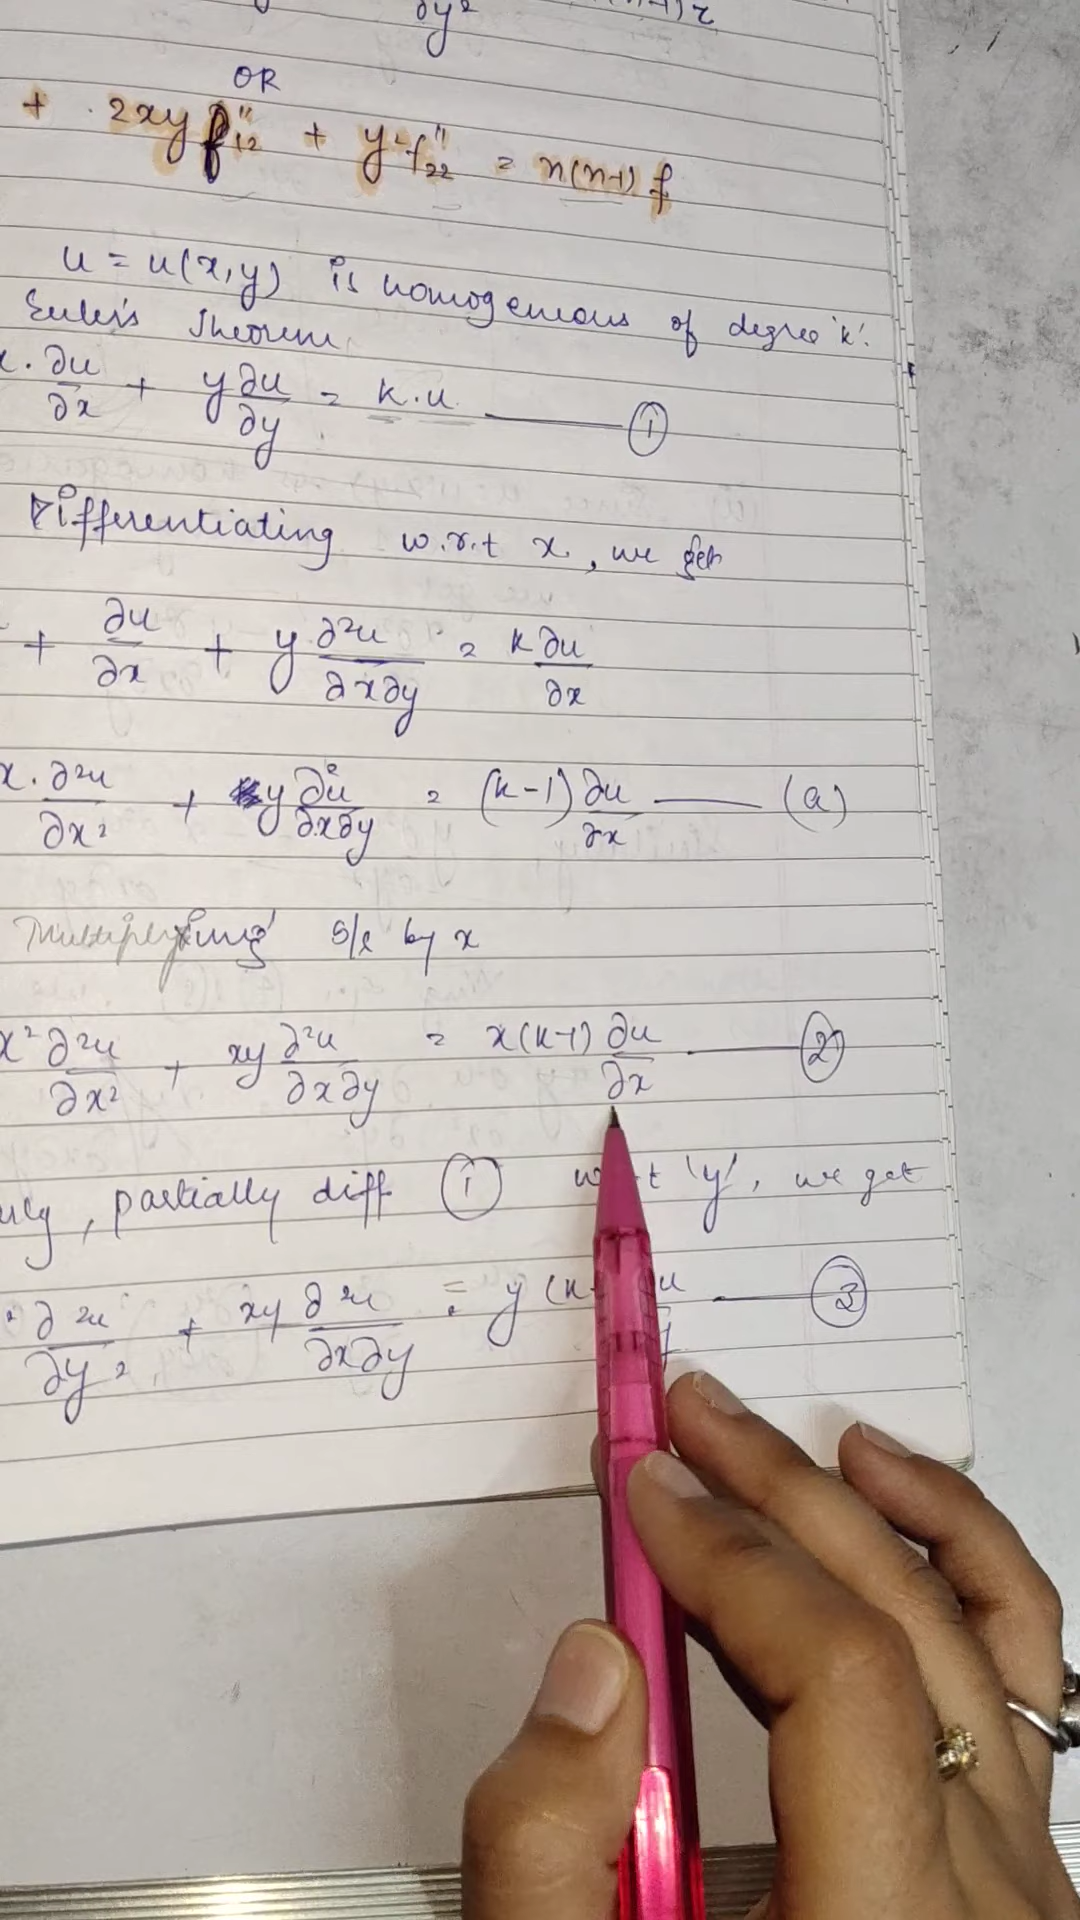 ∂y²
OR
+ 2xy f''₁₂ + y² f''₂₂ = n(n-1) f
u = u(x,y) is homogeneous of degree 'k'.
Euler's Theorem
x. ∂u/∂x + y ∂u/∂y = k.u ——— ①
Differentiating w.r.t x, we get
+ ∂u/∂x + y ∂²u/∂x∂y = k ∂u/∂x
x. ∂²u/∂x² + y ∂²u/∂x∂y = (k-1) ∂u/∂x ——— (a)
Multiplying s/e by x
x² ∂²u/∂x² + xy ∂²u/∂x∂y = x(k-1) ∂u/∂x ——— ②
, partially diff ① w t 'y', we get
∂²u/∂y² + xy ∂²u/∂x∂y = y (k- u ——— ③